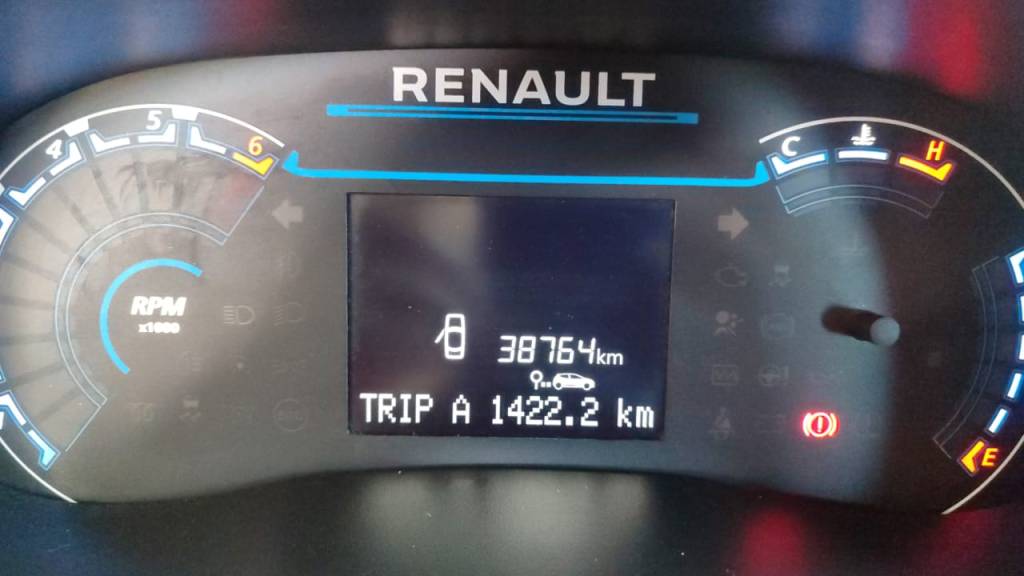 RENAULT
4 5 6
C H
RPM
x1000
38764km
TRIP A 1422.2 km
E